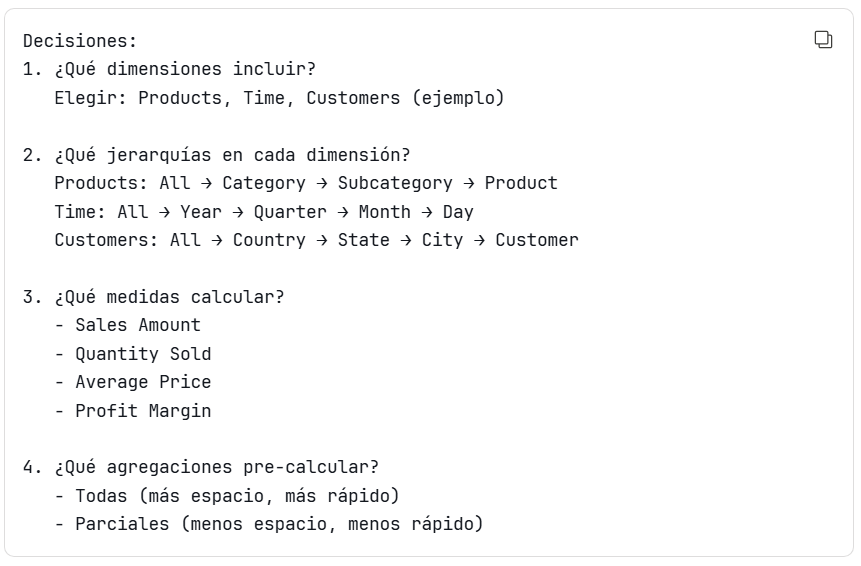 Decisiones:
1. ¿Qué dimensiones incluir?
Elegir: Products, Time, Customers (ejemplo)
2. ¿Qué jerarquías en cada dimensión?
Products: All → Category → Subcategory → Product
Time: All → Year → Quarter → Month → Day
Customers: All → Country → State → City → Customer
3. ¿Qué medidas calcular?
- Sales Amount
- Quantity Sold
- Average Price
- Profit Margin
4. ¿Qué agregaciones pre-calcular?
- Todas (más espacio, más rápido)
- Parciales (menos espacio, menos rápido)